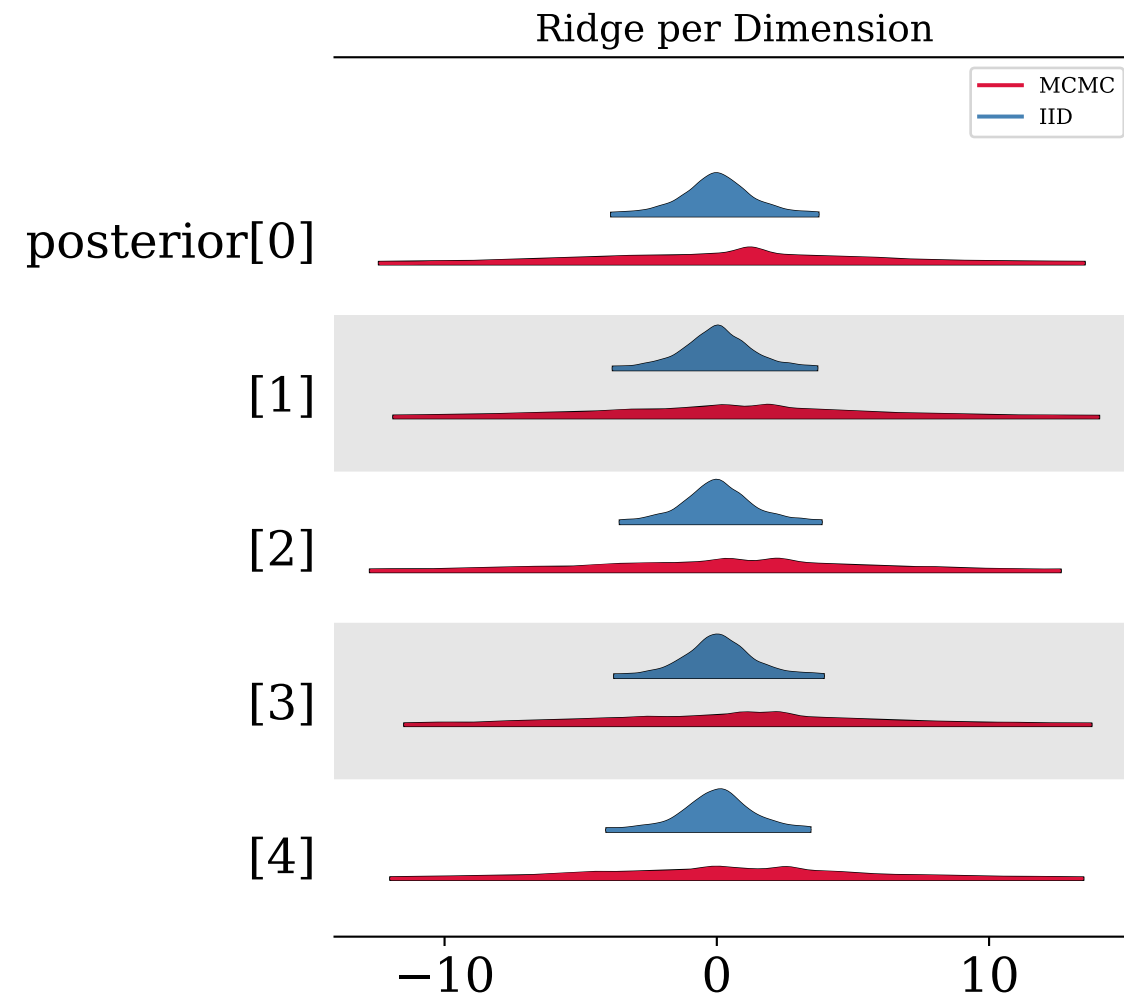 Ridge per Dimension
MCMC
IID
posterior[0]
[1]
[2]
[3]
[4]
−10 0 10